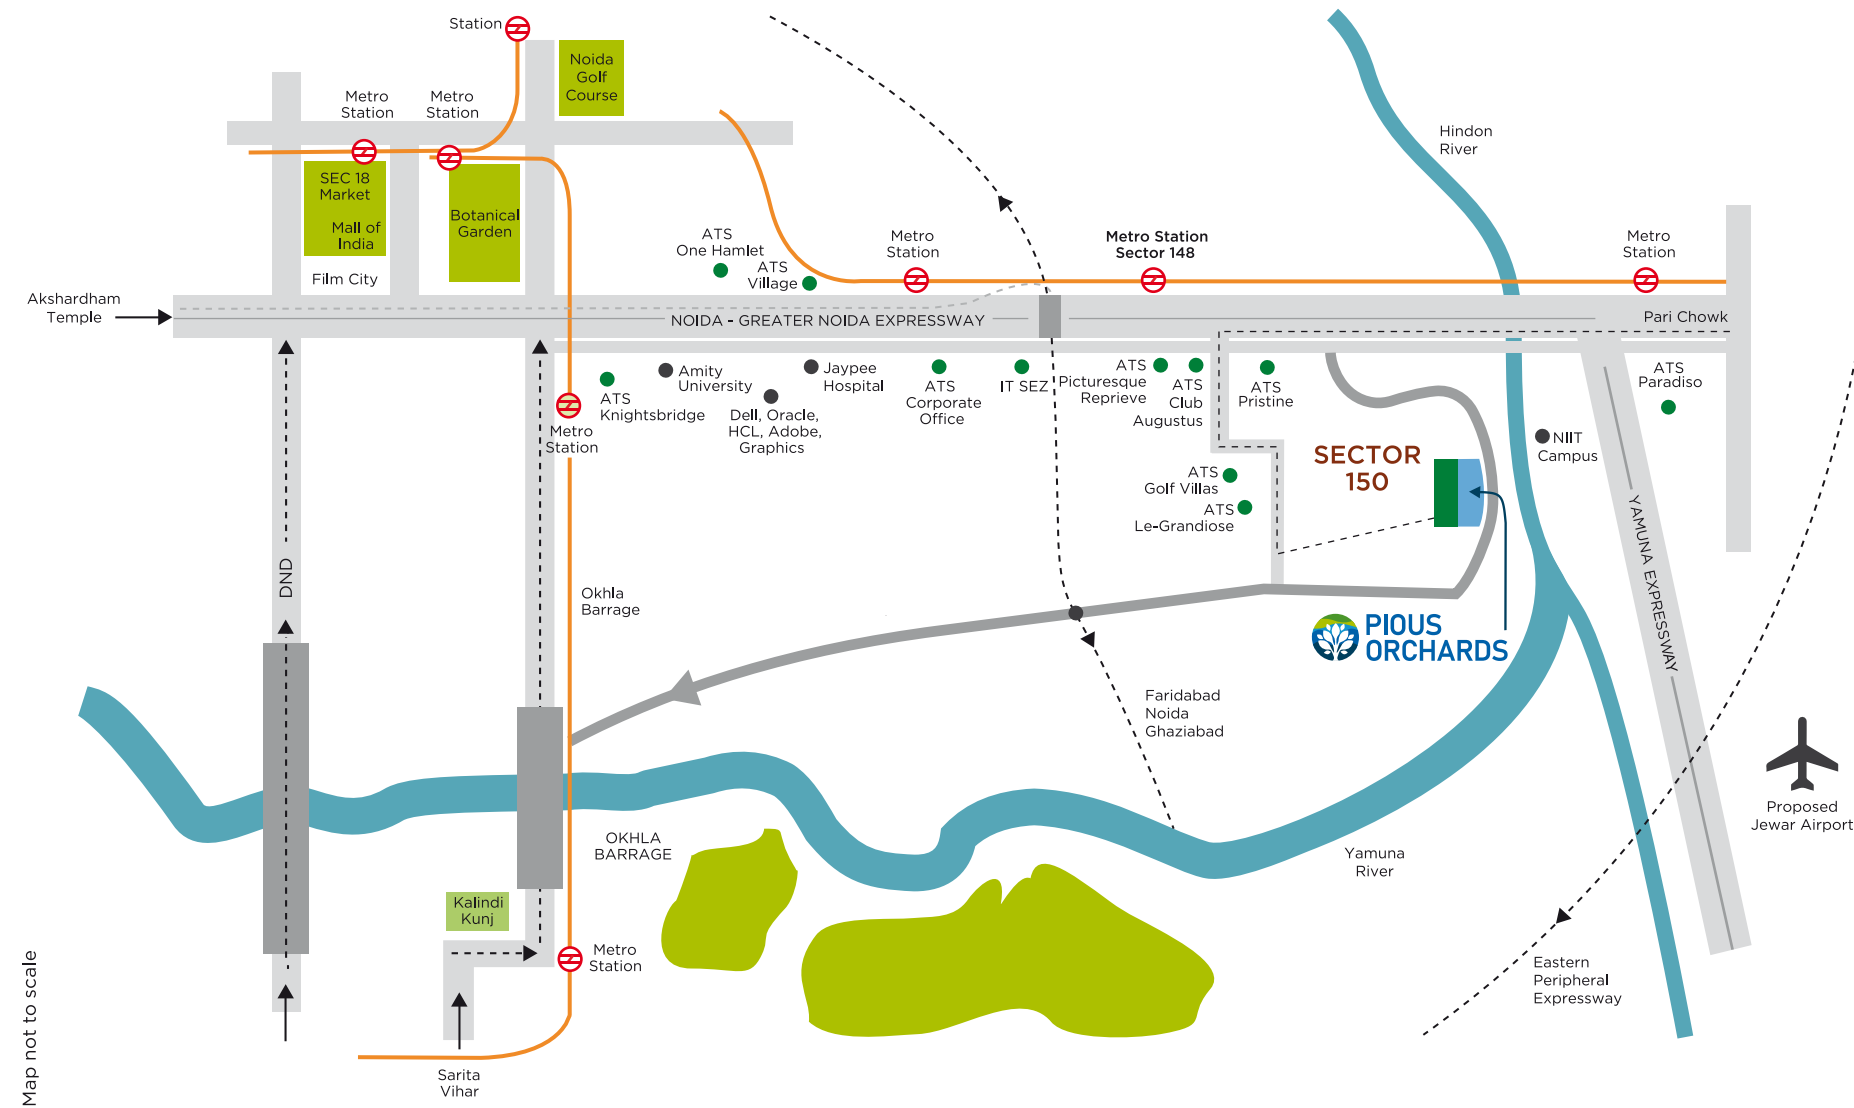 Station
Noida
Golf
Course
Metro
Station
Metro
Station
SEC 18
Market
Mall of
India
Botanical
Garden
Film City
Hindon
River
ATS
One Hamlet
ATS
Village
Metro
Station
Metro Station
Sector 148
Metro
Station
Akshardham
Temple
NOIDA - GREATER NOIDA EXPRESSWAY
Pari Chowk
Amity
University
Jaypee
Hospital
ATS
Knightsbridge
Dell, Oracle,
HCL, Adobe,
Graphics
ATS
Corporate
Office
IT SEZ
ATS
Picturesque
Reprieve
ATS
Club
Augustus
ATS
Pristine
ATS
Paradiso
Metro
Station
SECTOR
150
NIIT
Campus
ATS
Golf Villas
ATS
Le-Grandiose
YAMUNA EXPRESSWAY
DND
Okhla
Barrage
PIOUS
ORCHARDS
Faridabad
Noida
Ghaziabad
Proposed
Jewar Airport
OKHLA
BARRAGE
Yamuna
River
Kalindi
Kunj
Metro
Station
Eastern
Peripheral
Expressway
Sarita
Vihar
Map not to scale